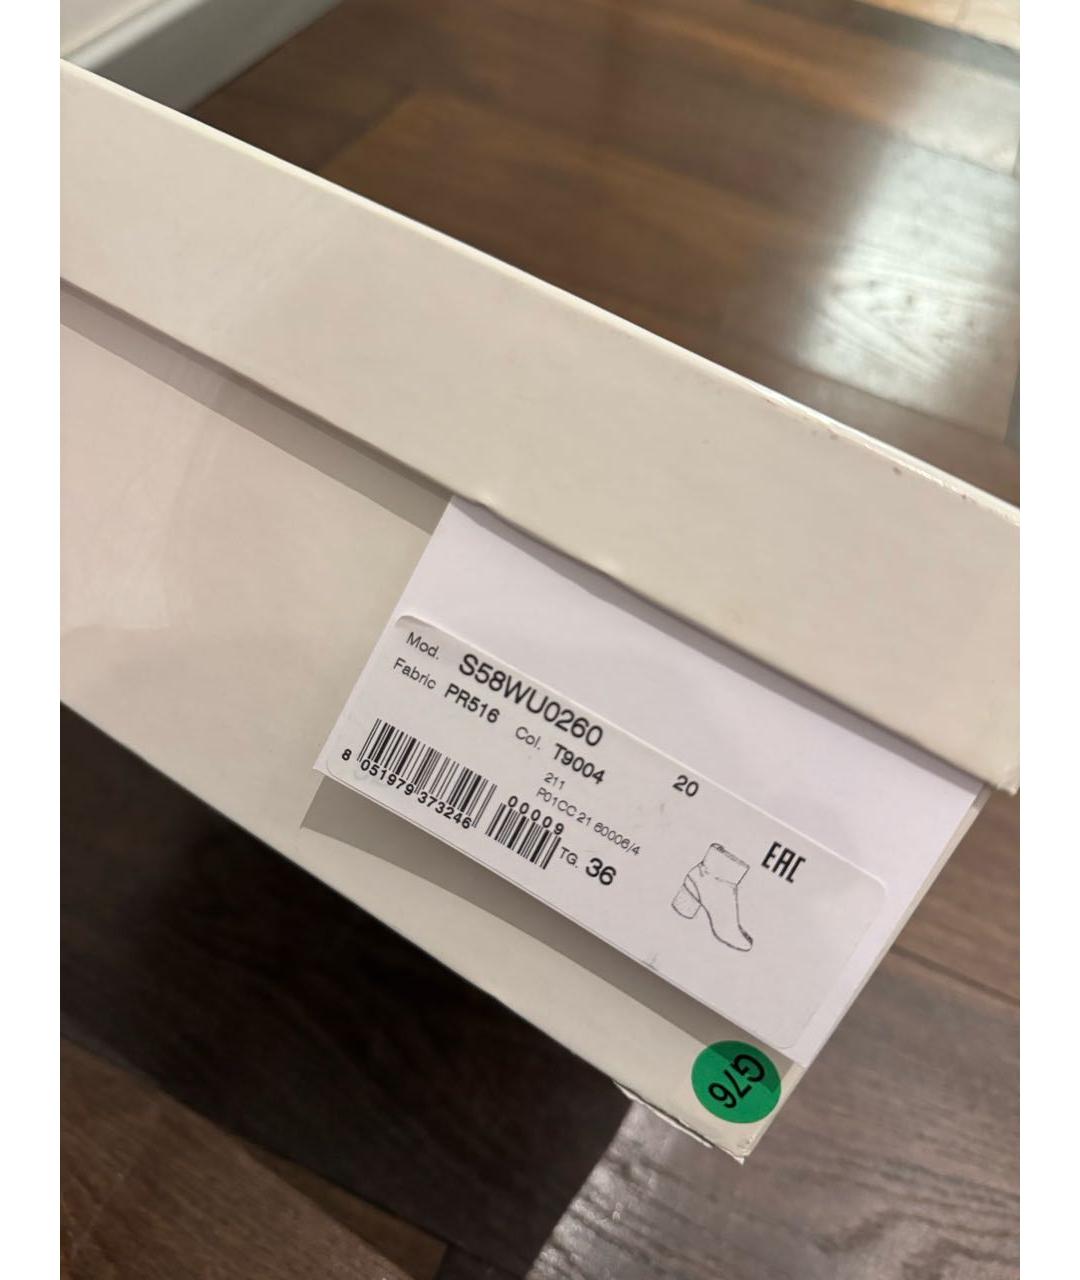 Mod. S58WU0260
Fabric PR516 Col. T9004 20
211
P01CC 21 60006/4
8 051979 373246
00009
TG. 36
EAC
G76